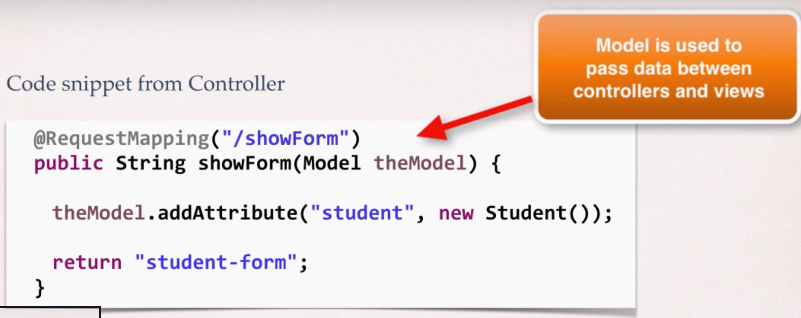 Model is used to
pass data between
controllers and views
Code snippet from Controller
@RequestMapping("/showForm")
public String showForm(Model theModel) {
theModel.addAttribute("student", new Student());
return "student-form";
}